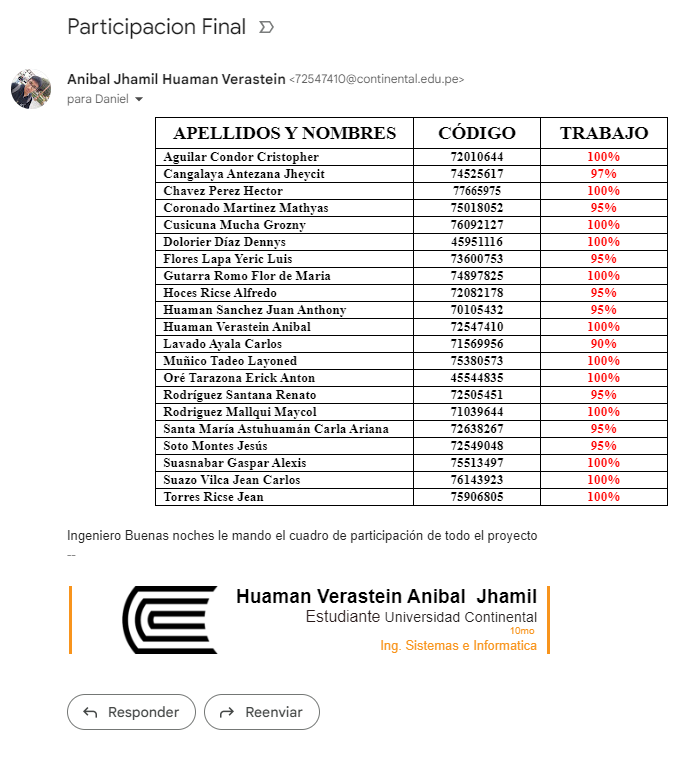 Participacion Final
Anibal Jhamil Huaman Verastein <72547410@continental.edu.pe>
para Daniel
APELLIDOS Y NOMBRES CÓDIGO TRABAJO
Aguilar Condor Cristopher 72010644 100%
Cangalaya Antezana Jheycit 74525617 97%
Chavez Perez Hector 77665975 100%
Coronado Martinez Mathyas 75018052 95%
Cusicuna Mucha Grozny 76092127 100%
Dolorier Díaz Dennys 45951116 100%
Flores Lapa Yeric Luis 73600753 95%
Gutarra Romo Flor de Maria 74897825 100%
Hoces Ricse Alfredo 72082178 95%
Huaman Sanchez Juan Anthony 70105432 95%
Huaman Verastein Anibal 72547410 100%
Lavado Ayala Carlos 71569956 90%
Muñico Tadeo Layoned 75380573 100%
Oré Tarazona Erick Anton 45544835 100%
Rodríguez Santana Renato 72505451 95%
Rodriguez Mallqui Maycol 71039644 100%
Santa María Astuhuamán Carla Ariana 72638267 95%
Soto Montes Jesús 72549048 95%
Suasnabar Gaspar Alexis 75513497 100%
Suazo Vilca Jean Carlos 76143923 100%
Torres Ricse Jean 75906805 100%
Ingeniero Buenas noches le mando el cuadro de participación de todo el proyecto
--
Huaman Verastein Anibal Jhamil
Estudiante Universidad Continental
10mo
Ing. Sistemas e Informatica
Responder Reenviar